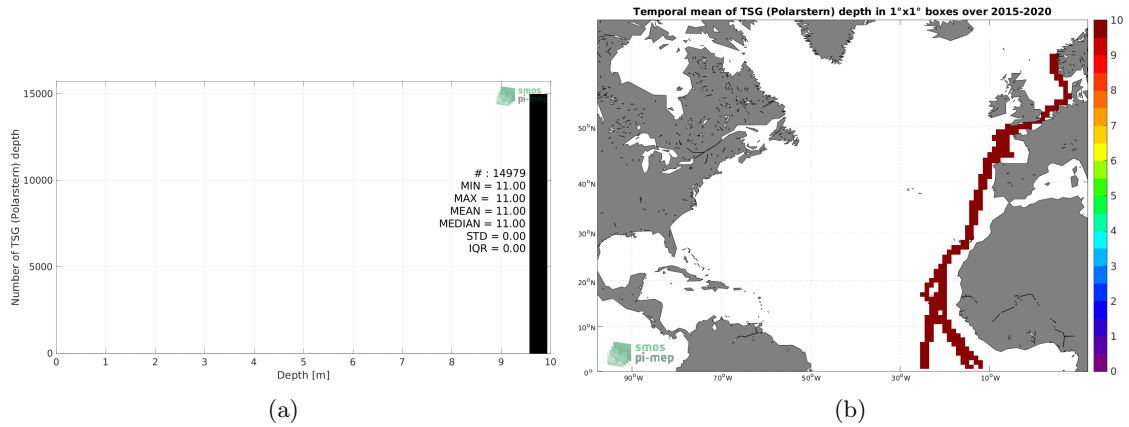 Temporal mean of TSG (Polarstern) depth in 1°x1° boxes over 2015-2020
15000
10000
5000
0
Number of TSG (Polarstern) depth
smos
pi-mep
# : 14979
MIN = 11.00
MAX = 11.00
MEAN = 11.00
MEDIAN = 11.00
STD = 0.00
IQR = 0.00
0 1 2 3 4 5 6 7 8 9 10
Depth [m]
(a)
50°N
40°N
30°N
20°N
10°N
0°
90°W 70°W 50°W 30°W 10°W
smos
pi-mep
10
9
8
7
6
5
4
3
2
1
0
(b)